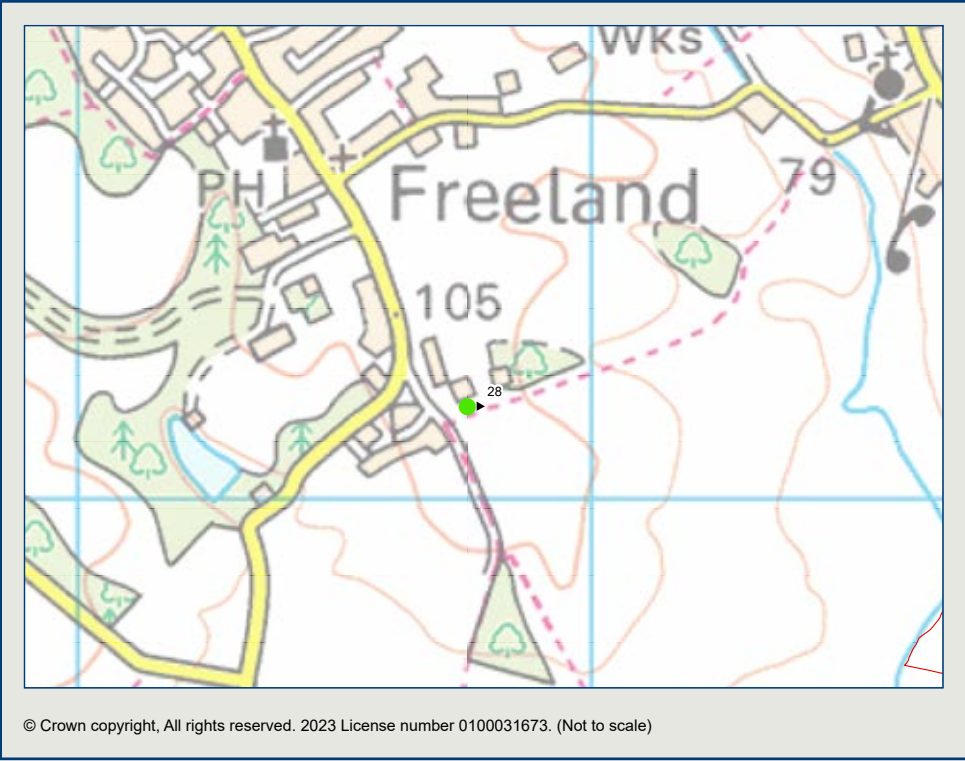 Wks
PH
Freeland
79
105
28
© Crown copyright, All rights reserved. 2023 License number 0100031673. (Not to scale)